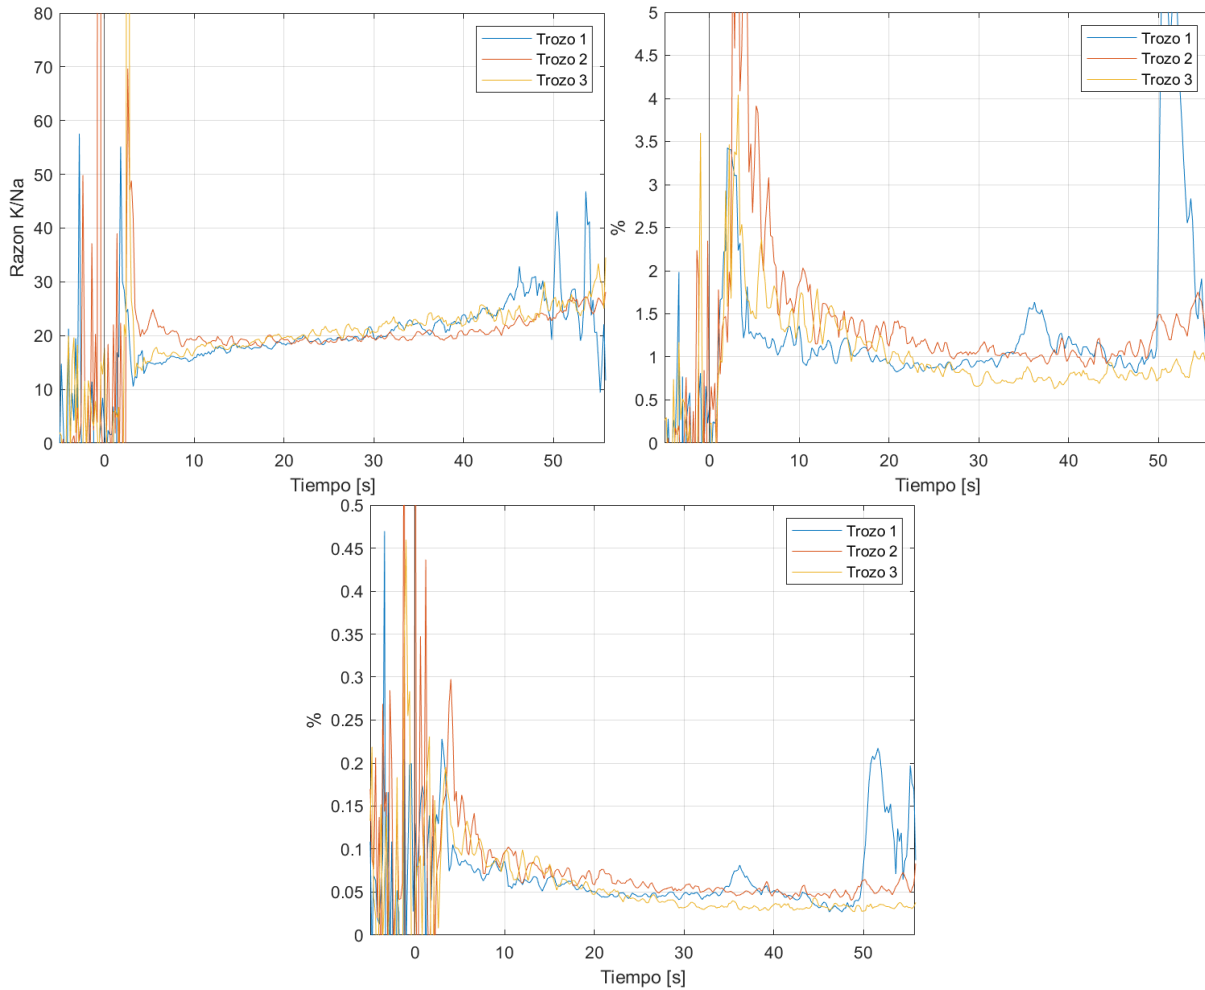 80
70
60
50
40
30
20
10
0
Razon K/Na
0 10 20 30 40 50
Tiempo [s]
Trozo 1
Trozo 2
Trozo 3
5
4.5
4
3.5
3
2.5
2
1.5
1
0.5
0
%
0 10 20 30 40 50
Tiempo [s]
Trozo 1
Trozo 2
Trozo 3
0.5
0.45
0.4
0.35
0.3
0.25
0.2
0.15
0.1
0.05
0
%
0 10 20 30 40 50
Tiempo [s]
Trozo 1
Trozo 2
Trozo 3